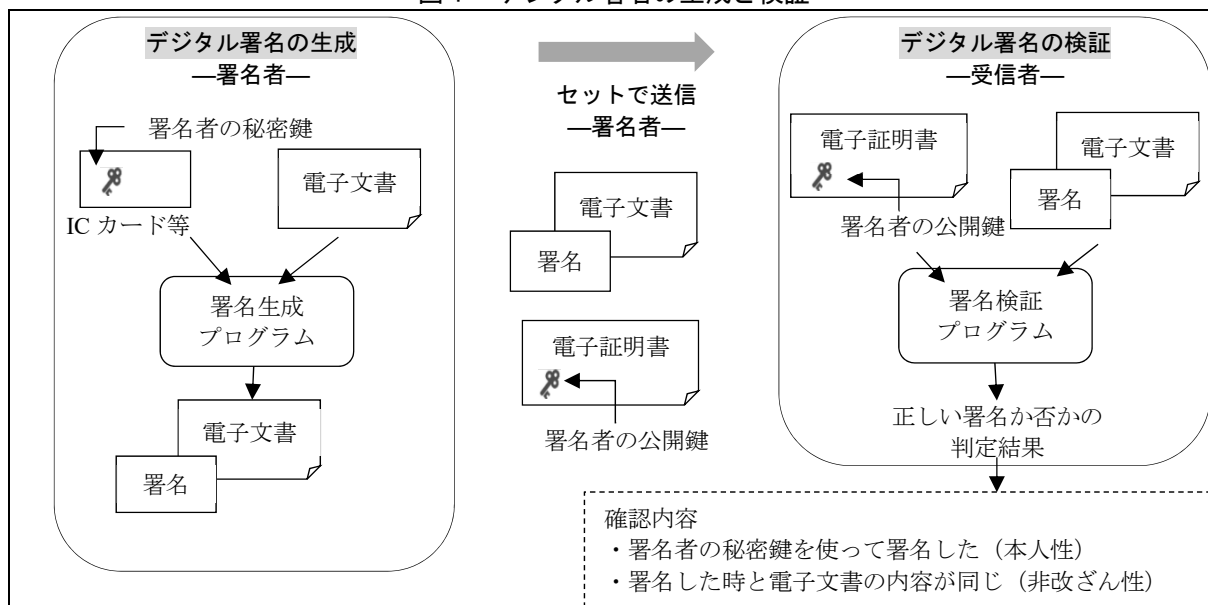 デジタル署名の生成
―署名者―
署名者の秘密鍵
電子文書
IC カード等
署名生成
プログラム
電子文書
署名
セットで送信
―署名者―
電子文書
署名
電子証明書
署名者の公開鍵
デジタル署名の検証
―受信者―
電子証明書
電子文書
署名
署名者の公開鍵
署名検証
プログラム
正しい署名か否かの
判定結果
確認内容
・署名者の秘密鍵を使って署名した（本人性）
・署名した時と電子文書の内容が同じ（非改ざん性）